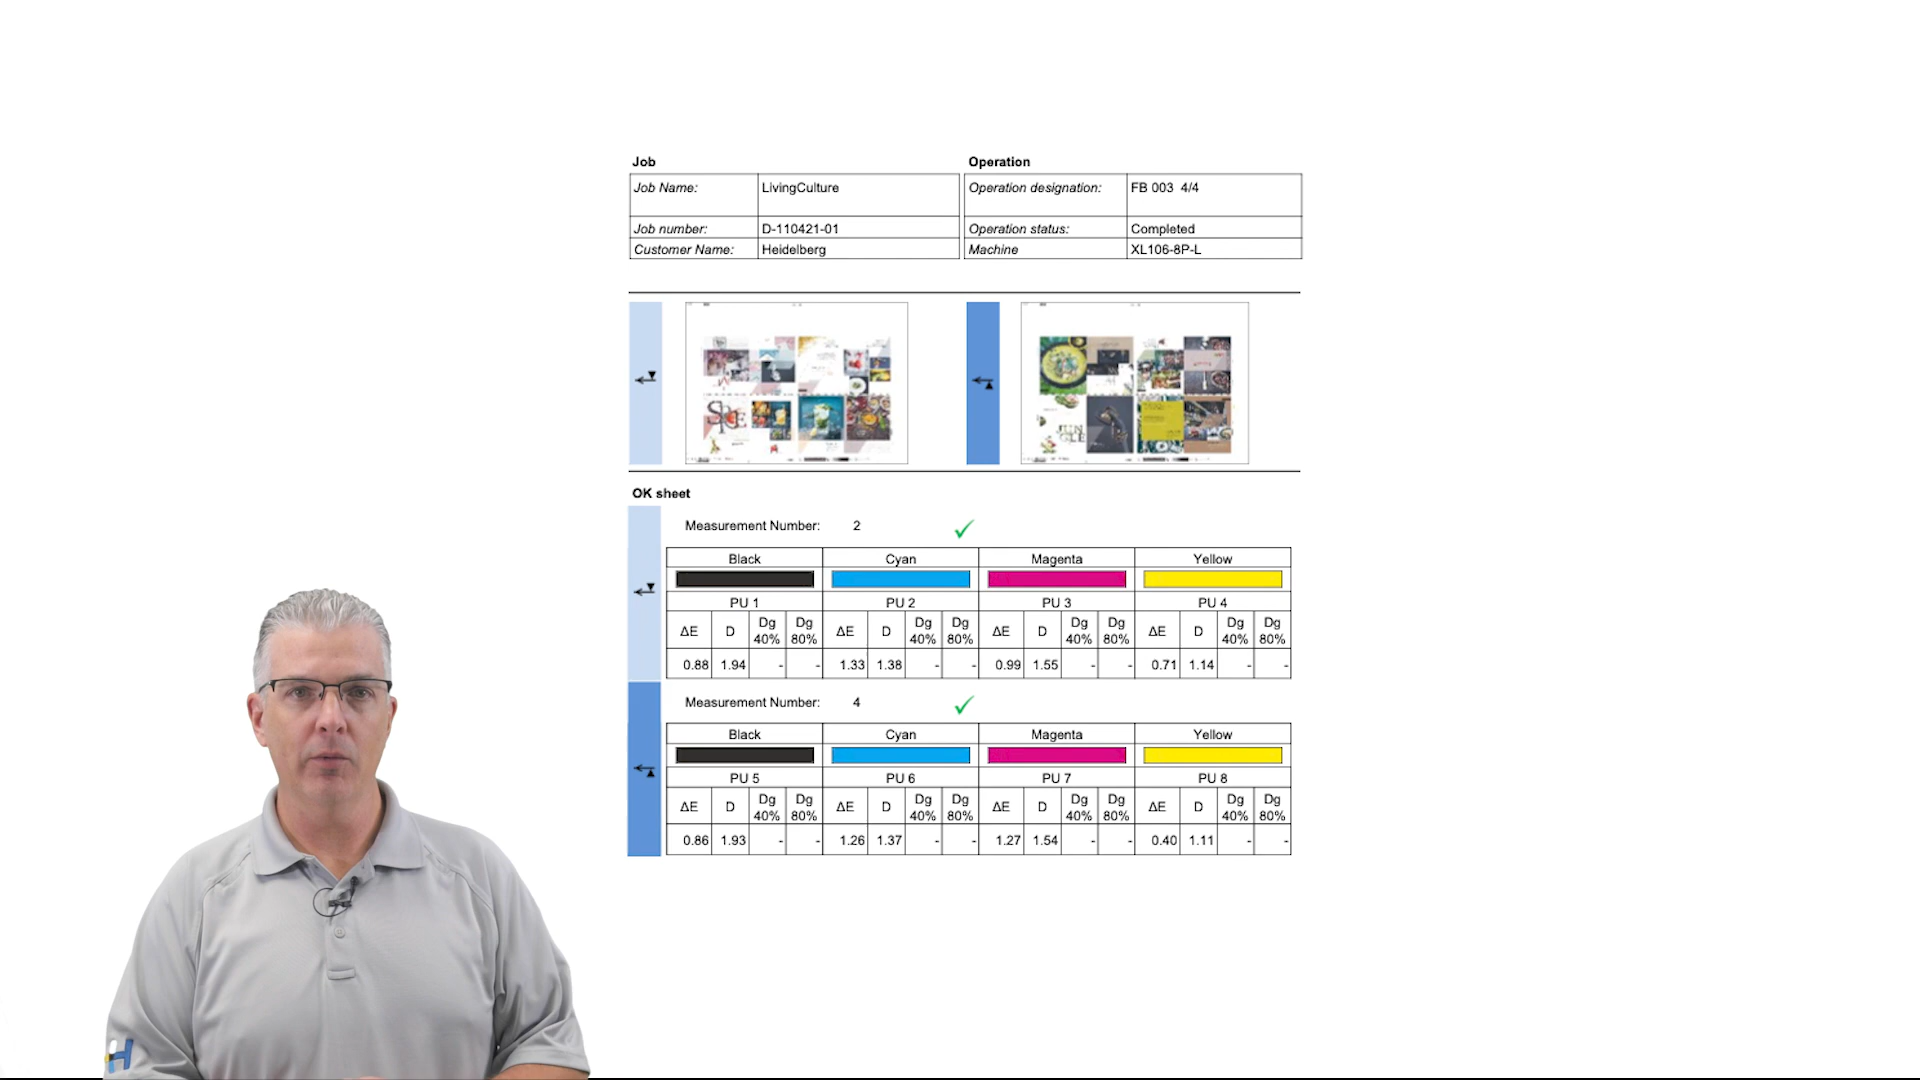 Job
Operation
Job Name: LivingCulture
Operation designation: FB 003 4/4
Job number: D-110421-01
Operation status: Completed
Customer Name: Heidelberg
Machine XL106-8P-L
SPICE
JUN
GLE
OK sheet
Measurement Number: 2
Black Cyan Magenta Yellow
PU 1 PU 2 PU 3 PU 4
ΔE D Dg 40% Dg 80% ΔE D Dg 40% Dg 80% ΔE D Dg 40% Dg 80% ΔE D Dg 40% Dg 80%
0.88 1.94 - - 1.33 1.38 - - 0.99 1.55 - - 0.71 1.14 - -
Measurement Number: 4
Black Cyan Magenta Yellow
PU 5 PU 6 PU 7 PU 8
ΔE D Dg 40% Dg 80% ΔE D Dg 40% Dg 80% ΔE D Dg 40% Dg 80% ΔE D Dg 40% Dg 80%
0.86 1.93 - - 1.26 1.37 - - 1.27 1.54 - - 0.40 1.11 - -
H